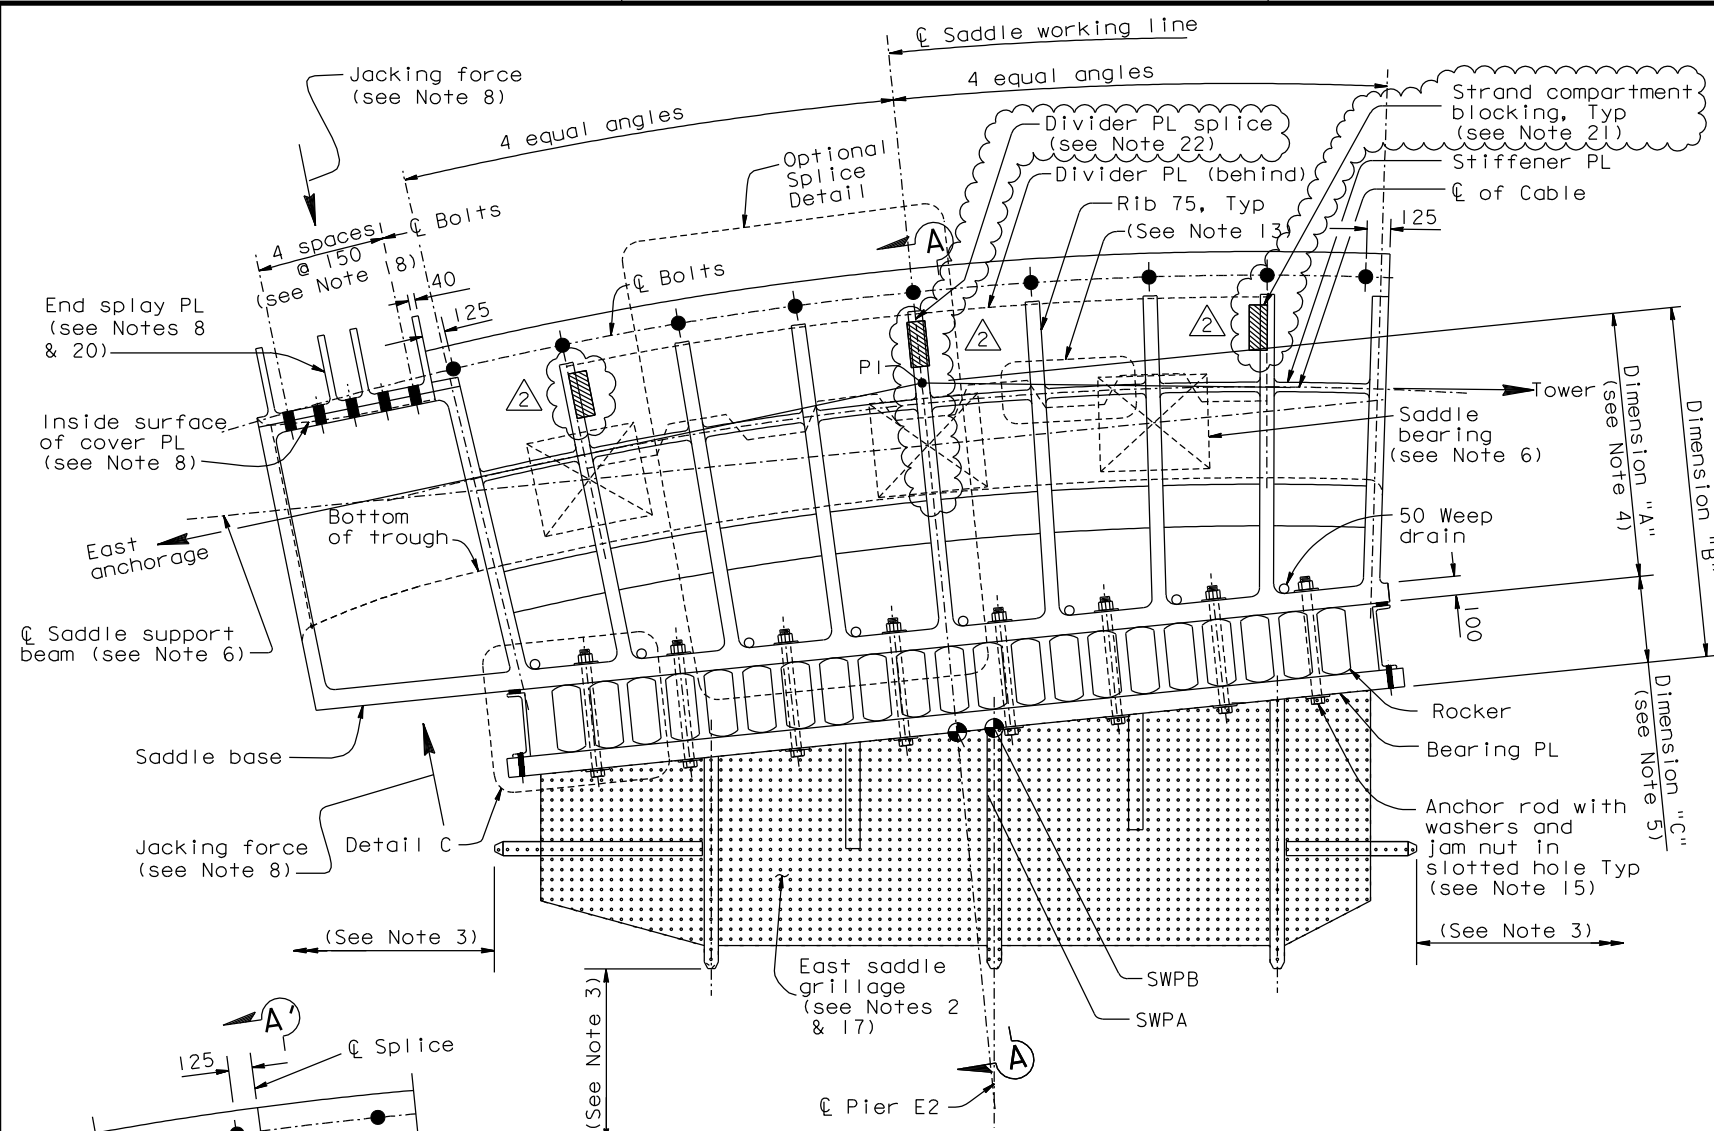 ℄ Saddle working line
Jacking force
(see Note 8)
4 equal angles
4 equal angles
Strand compartment
blocking, Typ
(see Note 21)
Divider PL splice
(see Note 22)
Stiffener PL
℄ of Cable
Optional
Splice
Detail
Divider PL (behind)
Rib 75, Typ
(See Note 13)
125
A
4 spaces
@ 150
(see Note 18)
℄ Bolts
℄ Bolts
40
125
End splay PL
(see Notes 8
& 20)
2
2
2
PI
Tower
Inside surface
of cover PL
(see Note 8)
Saddle
bearing
(see Note 6)
Dimension "A"
(see Note 4)
Dimension "B"
Bottom
of trough
50 Weep
drain
East
anchorage
100
℄ Saddle support
beam (see Note 6)
Dimension "C"
(see Note 5)
Rocker
Saddle base
Bearing PL
Jacking force
(see Note 8)
Detail C
Anchor rod with
washers and
jam nut in
slotted hole Typ
(see Note 15)
(See Note 3)
(See Note 3)
East saddle
grillage
(see Notes 2
& 17)
SWPB
SWPA
(See Note 3)
A'
A
125
℄ Splice
℄ Pier E2